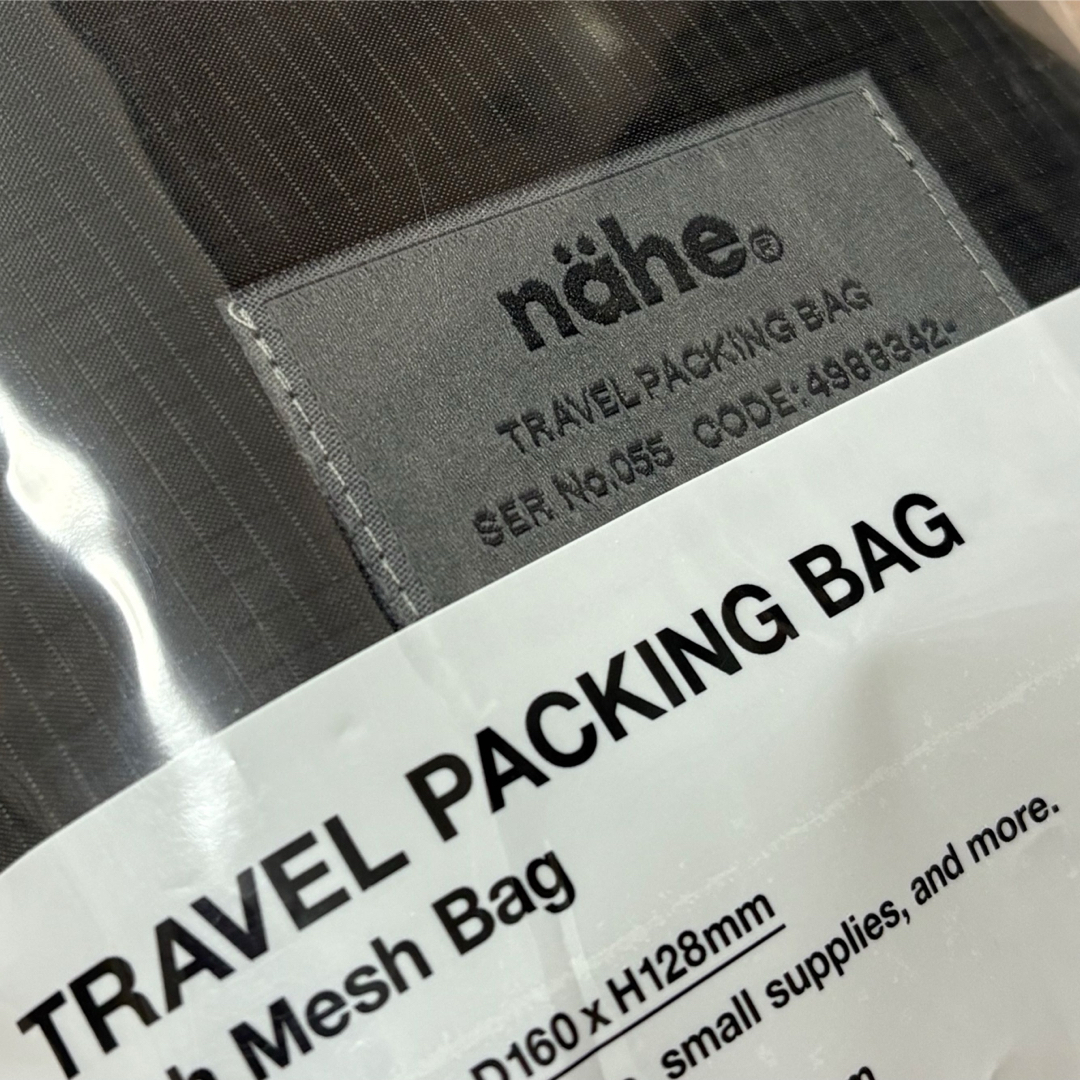 nähe®
TRAVEL PACKING BAG
SER No.055 CODE:4988342-
TRAVEL PACKING BAG
Mesh Bag
D160 x H128mm
small supplies, and more.